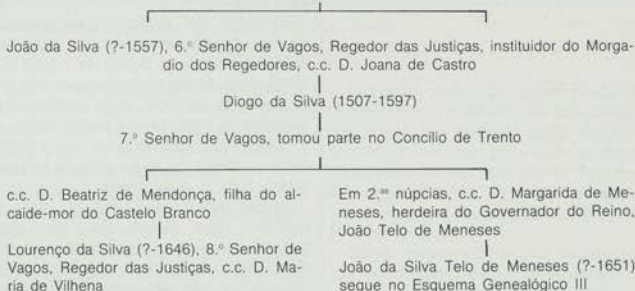 João da Silva (?-1557), 6.º Senhor de Vagos, Regedor das Justiças, instituidor do Morga-
dio dos Regedores, c.c. D. Joana de Castro
Diogo da Silva (1507-1597)
7.º Senhor de Vagos, tomou parte no Concílio de Trento
c.c. D. Beatriz de Mendonça, filha do al-
caide-mor do Castelo Branco
Lourenço da Silva (?-1646), 8.º Senhor de
Vagos, Regedor das Justiças, c.c. D. Ma-
ria de Vilhena
Em 2.ªˢ núpcias, c.c. D. Margarida de Me-
neses, herdeira do Governador do Reino,
João Telo de Meneses
João da Silva Telo de Meneses (?-1651)
segue no Esquema Genealógico III